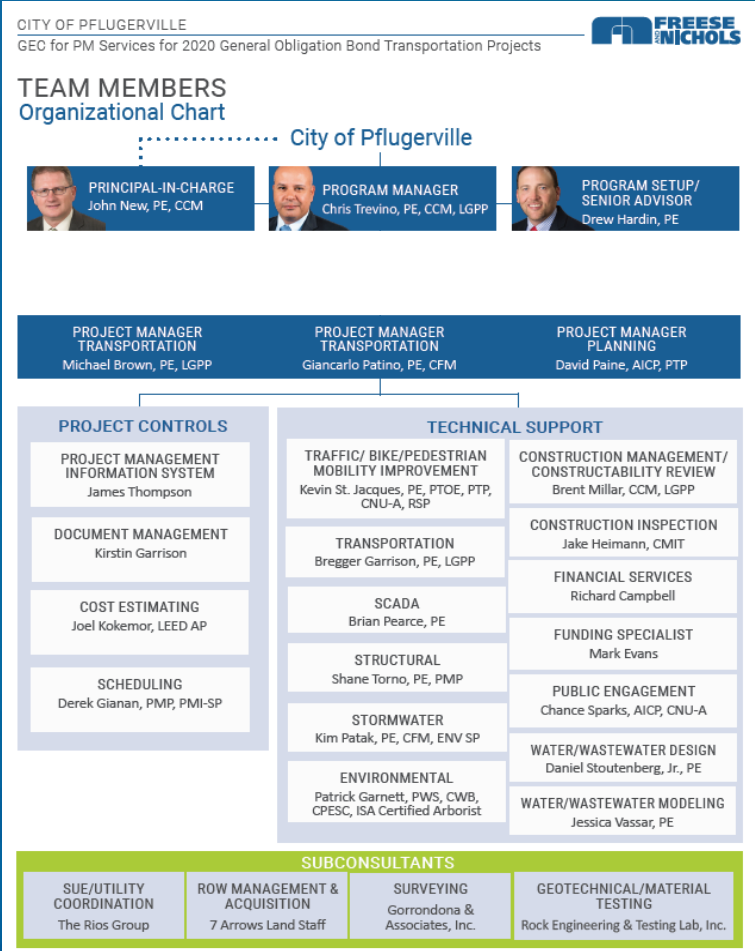 CITY OF PFLUGERVILLE
GEC for PM Services for 2020 General Obligation Bond Transportation Projects
FREESE
AND
NICHOLS
TEAM MEMBERS
Organizational Chart
City of Pflugerville
PRINCIPAL-IN-CHARGE
John New, PE, CCM
PROGRAM MANAGER
Chris Trevino, PE, CCM, LGPP
PROGRAM SETUP/
SENIOR ADVISOR
Drew Hardin, PE
PROJECT MANAGER
TRANSPORTATION
Michael Brown, PE, LGPP
PROJECT MANAGER
TRANSPORTATION
Giancarlo Patino, PE, CFM
PROJECT MANAGER
PLANNING
David Paine, AICP, PTP
PROJECT CONTROLS
PROJECT MANAGEMENT
INFORMATION SYSTEM
James Thompson
DOCUMENT MANAGEMENT
Kirstin Garrison
COST ESTIMATING
Joel Kokemor, LEED AP
SCHEDULING
Derek Gianan, PMP, PMI-SP
TECHNICAL SUPPORT
TRAFFIC/ BIKE/PEDESTRIAN
MOBILITY IMPROVEMENT
Kevin St. Jacques, PE, PTOE, PTP,
CNU-A, RSP
TRANSPORTATION
Bregger Garrison, PE, LGPP
SCADA
Brian Pearce, PE
STRUCTURAL
Shane Torno, PE, PMP
STORMWATER
Kim Patak, PE, CFM, ENV SP
ENVIRONMENTAL
Patrick Garnett, PWS, CWB,
CPESC, ISA Certified Arborist
CONSTRUCTION MANAGEMENT/
CONSTRUCTABILITY REVIEW
Brent Millar, CCM, LGPP
CONSTRUCTION INSPECTION
Jake Heimann, CMIT
FINANCIAL SERVICES
Richard Campbell
FUNDING SPECIALIST
Mark Evans
PUBLIC ENGAGEMENT
Chance Sparks, AICP, CNU-A
WATER/WASTEWATER DESIGN
Daniel Stoutenberg, Jr., PE
WATER/WASTEWATER MODELING
Jessica Vassar, PE
SUBCONSULTANTS
SUE/UTILITY
COORDINATION
The Rios Group
ROW MANAGEMENT &
ACQUISITION
7 Arrows Land Staff
SURVEYING
Gorrondona &
Associates, Inc.
GEOTECHNICAL/MATERIAL
TESTING
Rock Engineering & Testing Lab, Inc.